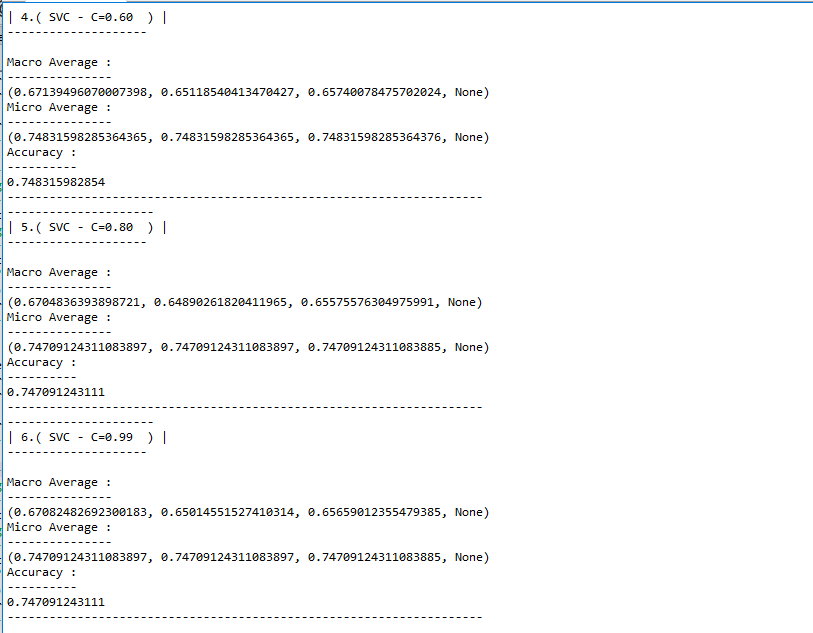 | 4.( SVC - C=0.60  ) |
--------------------
Macro Average :
---------------
(0.67139496070007398, 0.65118540413470427, 0.65740078475702024, None)
Micro Average :
---------------
(0.74831598285364365, 0.74831598285364365, 0.74831598285364376, None)
Accuracy :
----------
0.748315982854
--------------------------------------------------------------------
---------------------
| 5.( SVC - C=0.80  ) |
--------------------
Macro Average :
---------------
(0.6704836393898721, 0.64890261820411965, 0.65575576304975991, None)
Micro Average :
---------------
(0.74709124311083897, 0.74709124311083897, 0.74709124311083885, None)
Accuracy :
----------
0.747091243111
--------------------------------------------------------------------
---------------------
| 6.( SVC - C=0.99  ) |
--------------------
Macro Average :
---------------
(0.67082482692300183, 0.65014551527410314, 0.65659012355479385, None)
Micro Average :
---------------
(0.74709124311083897, 0.74709124311083897, 0.74709124311083885, None)
Accuracy :
----------
0.747091243111
--------------------------------------------------------------------